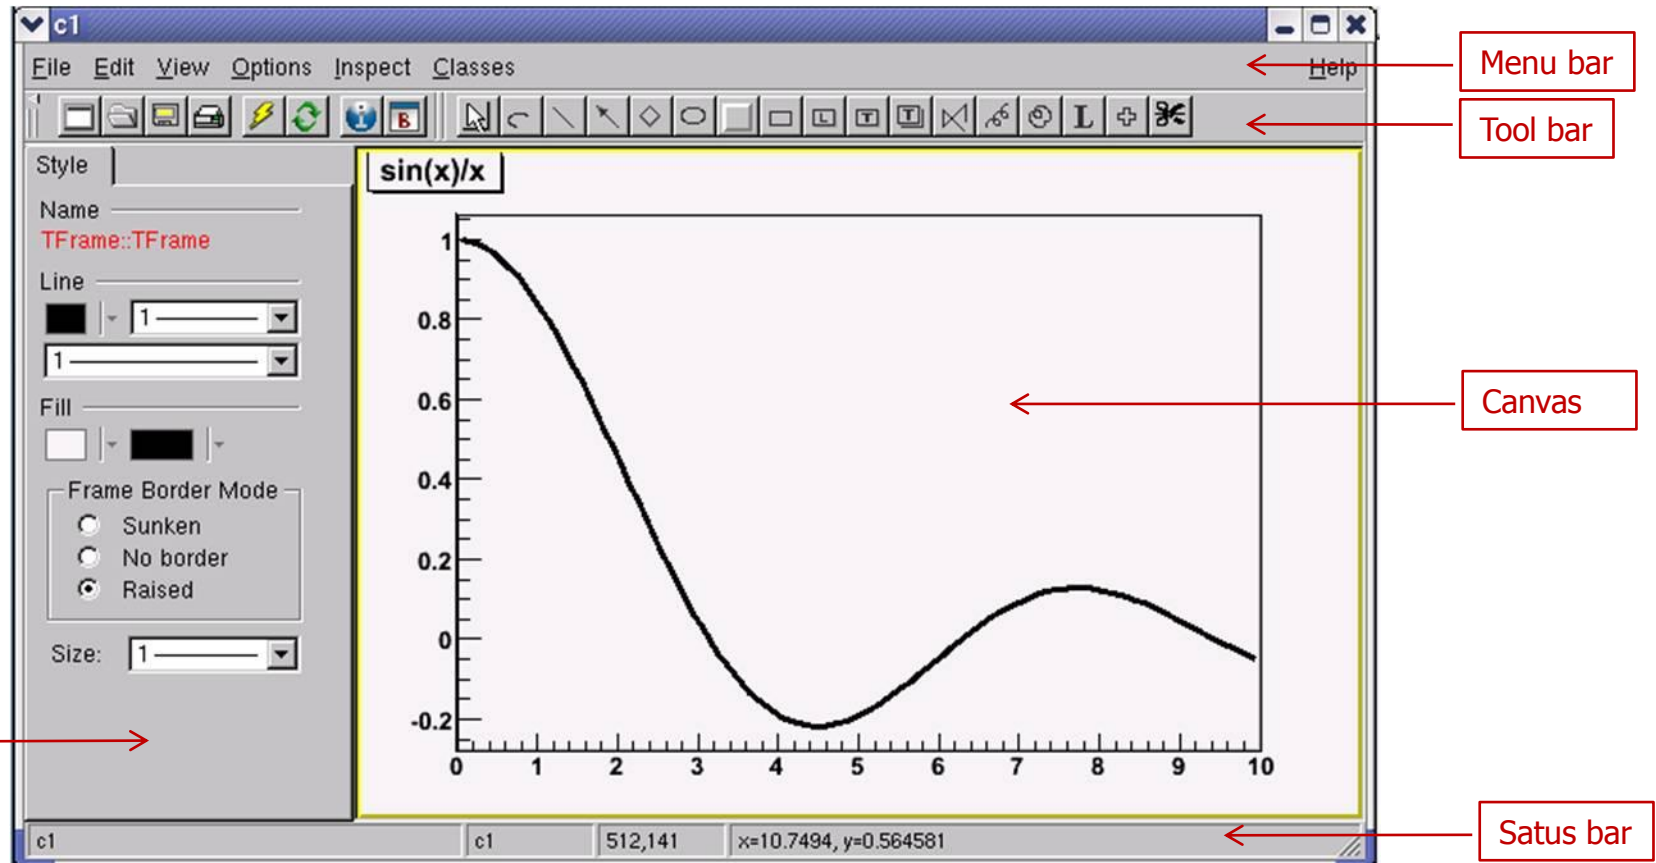 c1
File Edit View Options Inspect Classes Help
Menu bar
B L T T L
Tool bar
Style
Name
TFrame::TFrame
Line
1
1
Fill
Frame Border Mode
Sunken
No border
Raised
Size: 1
sin(x)/x
1
0.8
0.6
0.4
0.2
0
-0.2
0 1 2 3 4 5 6 7 8 9 10
Canvas
c1 c1 512,141 x=10.7494, y=0.564581
Satus bar